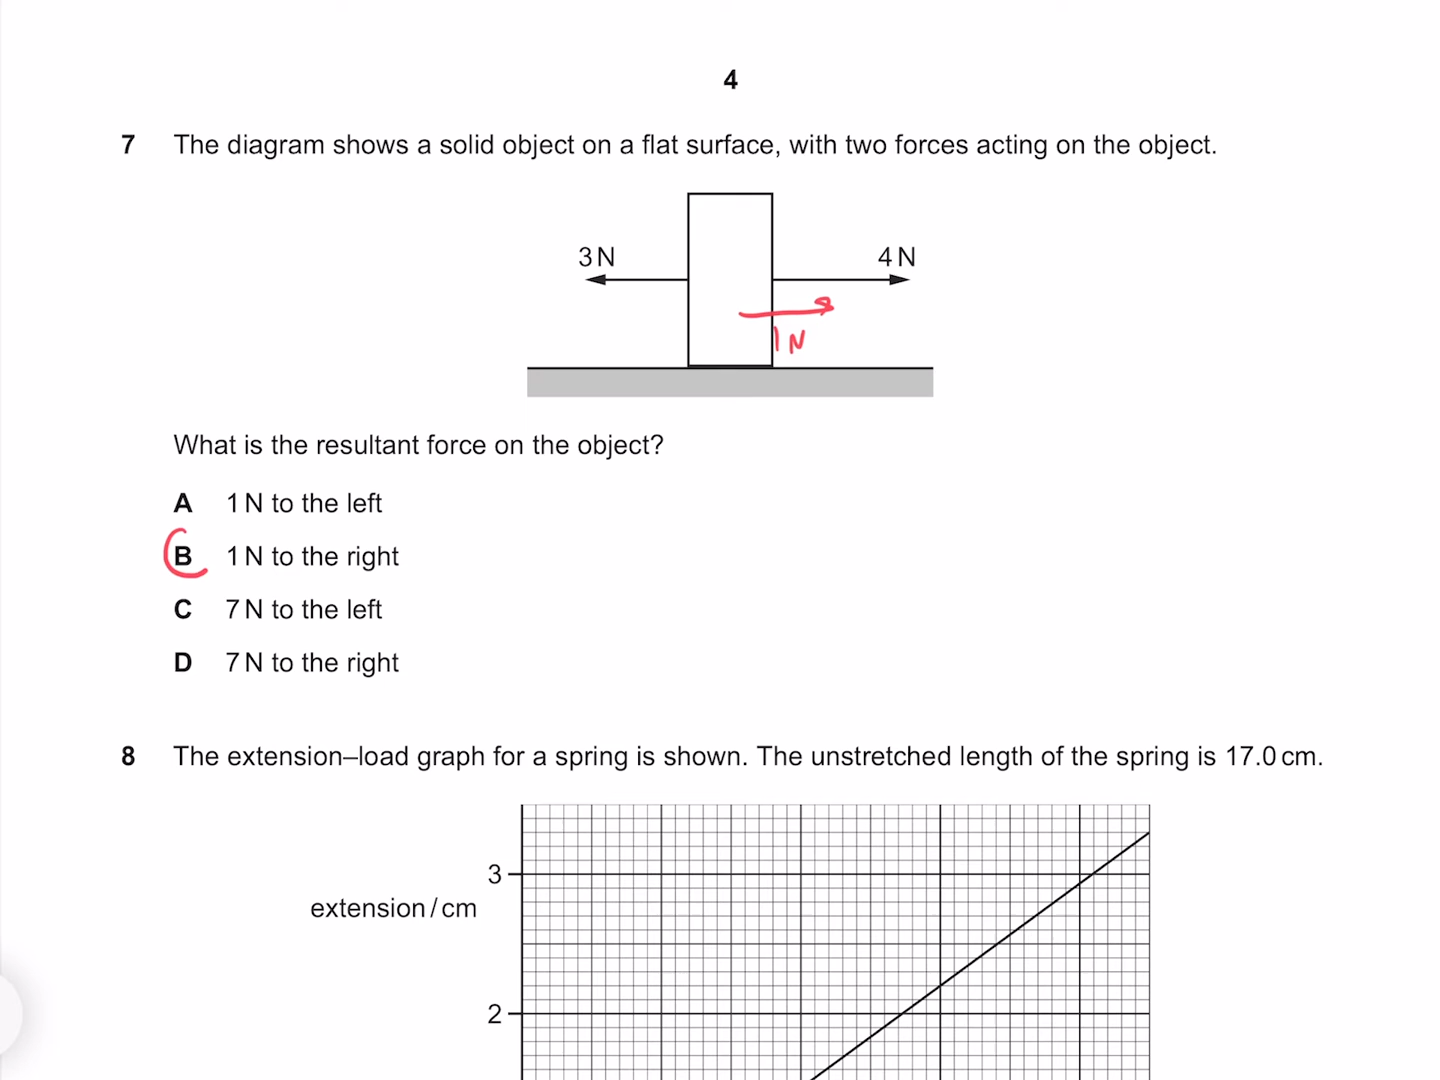 4
7 The diagram shows a solid object on a flat surface, with two forces acting on the object.
3 N 4 N
1 N
What is the resultant force on the object?
A 1 N to the left
B 1 N to the right
C 7 N to the left
D 7 N to the right
8 The extension–load graph for a spring is shown. The unstretched length of the spring is 17.0 cm.
3
extension / cm
2